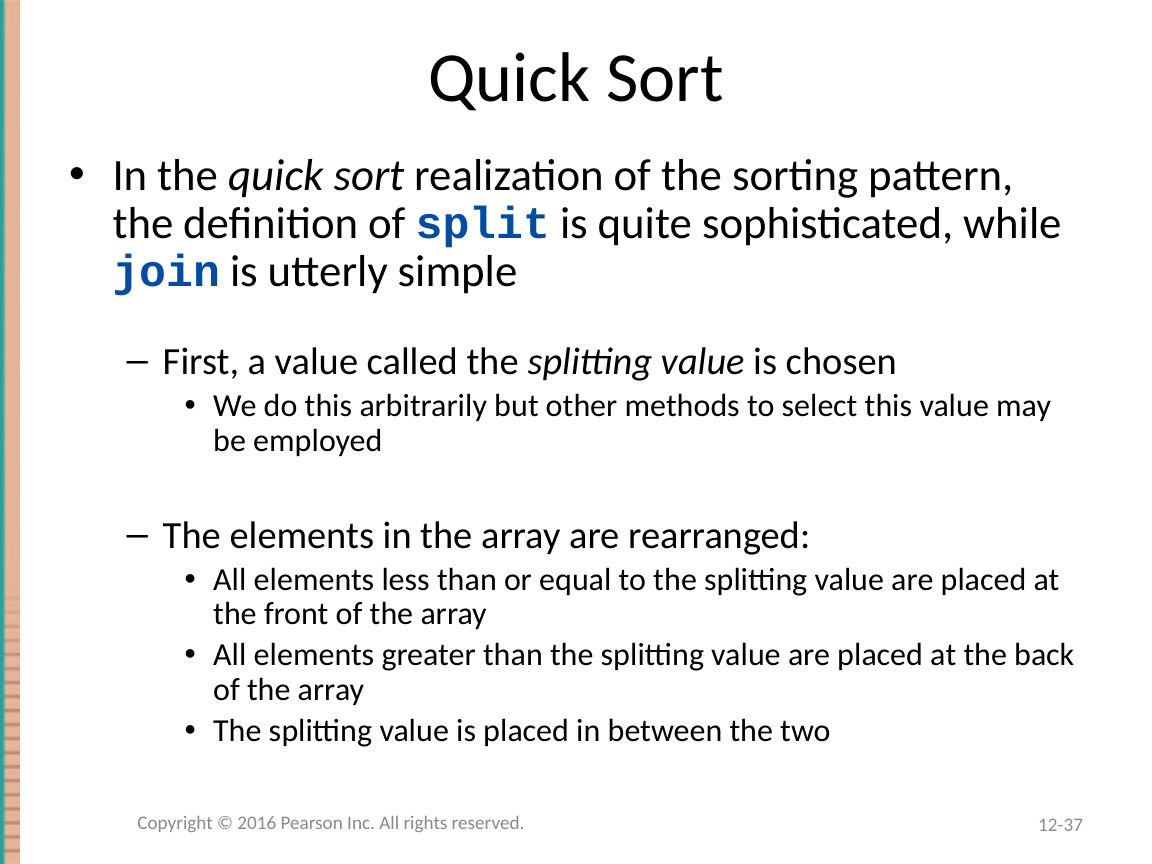 Quick Sort
• In the quick sort realization of the sorting pattern,
the definition of split is quite sophisticated, while
join is utterly simple
– First, a value called the splitting value is chosen
• We do this arbitrarily but other methods to select this value may
be employed
– The elements in the array are rearranged:
• All elements less than or equal to the splitting value are placed at
the front of the array
• All elements greater than the splitting value are placed at the back
of the array
• The splitting value is placed in between the two
Copyright © 2016 Pearson Inc. All rights reserved.
12-37